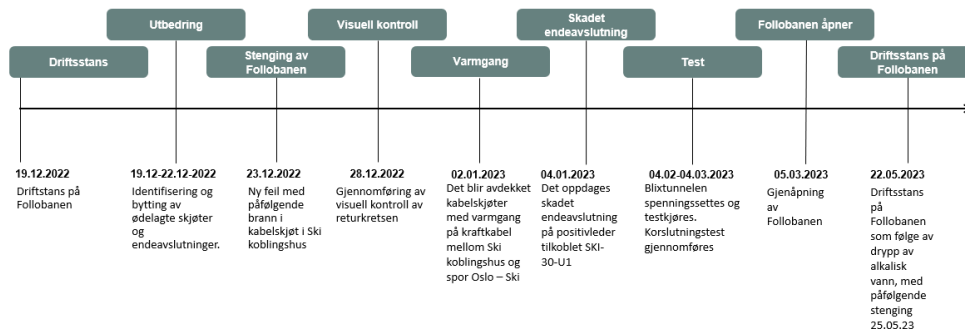 Driftsstans
Utbedring
Stenging av
Follobanen
Visuell kontroll
Varmgang
Skadet
endeavslutning
Test
Follobanen åpner
Driftsstans på
Follobanen
19.12.2022
Driftstans på
Follobanen
19.12-22.12-2022
Identifisering og
bytting av
ødelagte skjøter
og
endeavslutninger.
23.12.2022
Ny feil med
påfølgende
brann i
kabelskjøt i Ski
koblingshus
28.12.2022
Gjennomføring av
visuell kontroll av
returkretsen
02.01.2023
Det blir avdekket
kabelskjøter
med varmgang
på kraftkabel
mellom Ski
koblingshus og
spor Oslo – Ski
04.01.2023
Det oppdages
skadet
endeavslutning
på positivleder
tilkoblet SKI-
30-U1
04.02-04.03.2023
Blixtunnelen
spenningssettes og
testkjøres.
Korslutningstest
gjennomføres
05.03.2023
Gjenåpning
av
Follobanen
22.05.2023
Driftsstans
på
Follobanen
som følge av
drypp av
alkalisk
vann, med
påfølgende
stenging
25.05.23